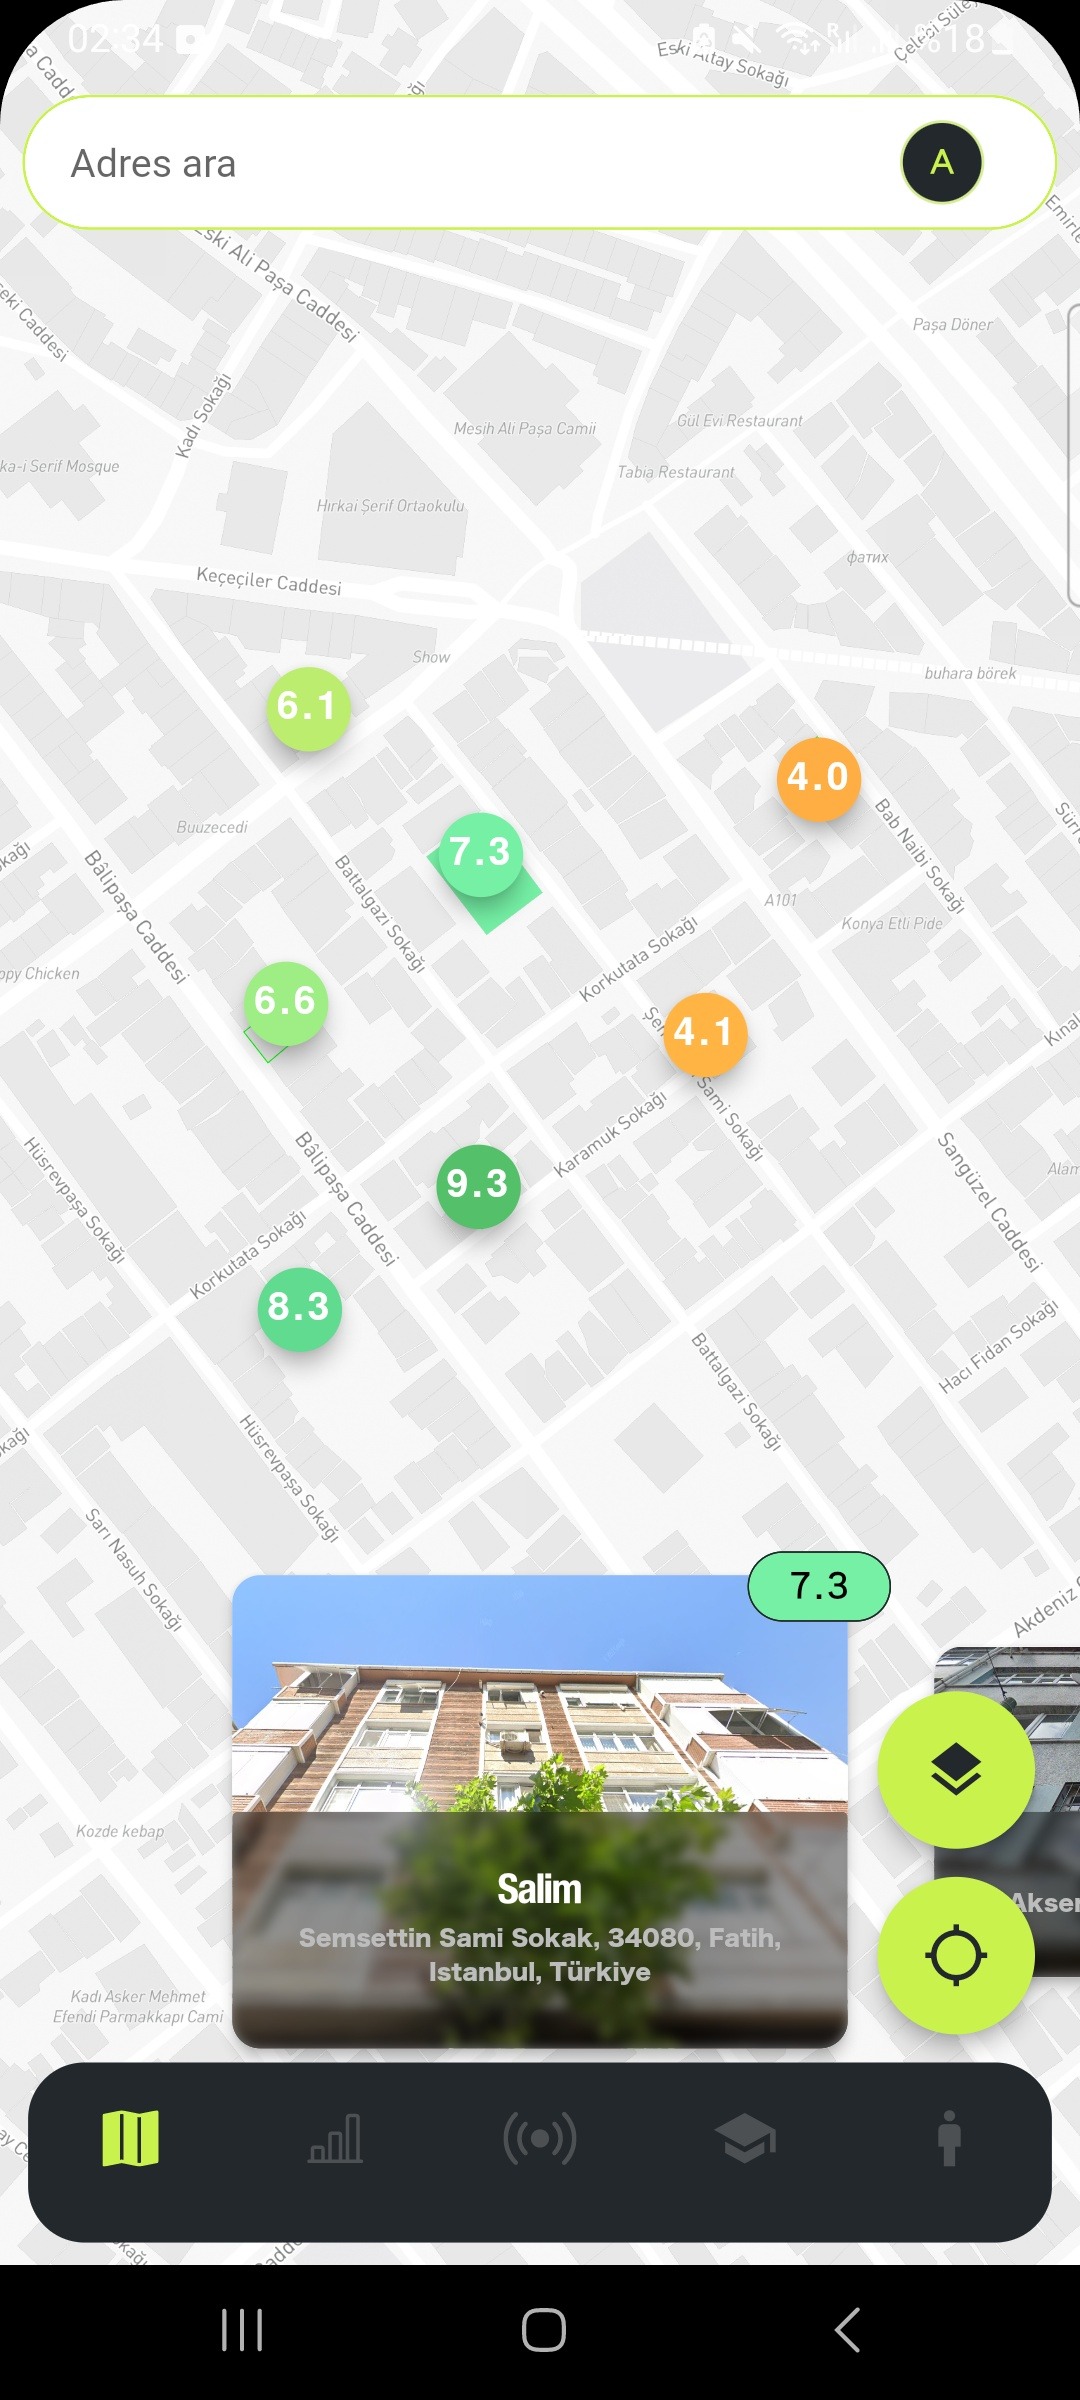 02:34
%18
Eski Altay Sokağı
Adres ara
A
Eski Ali Paşa Caddesi
Paşa Döner
Kadı Sokağı
Mesih Ali Paşa Camii
Gül Evi Restaurant
ka-i Serif Mosque
Tabia Restaurant
Hırkai Şerif Ortaokulu
фатих
Keçeçiler Caddesi
Show
buhara börek
6.1
4.0
Buuzecedi
7.3
Bâlipaşa Caddesi
Battalgazi Sokağı
Bab Naibi Sokağı
A101
Konya Etli Pide
Korkutata Sokağı
ppy Chicken
6.6
4.1
Sami Sokağı
Karamuk Sokağı
Hüsrevpaşa Sokağı
Bâlipaşa Caddesi
9.3
Sangüzel Caddesi
Korkutata Sokağı
8.3
Hacı Fidan Sokağı
Battalgazi Sokağı
Hüsrevpaşa Sokağı
Sarı Nasuh Sokağı
7.3
Akdeniz
Kozde kebap
Salim
Semsettin Sami Sokak, 34080, Fatih,
Istanbul, Türkiye
Akser
Kadı Asker Mehmet
Efendi Parmakkapı Cami